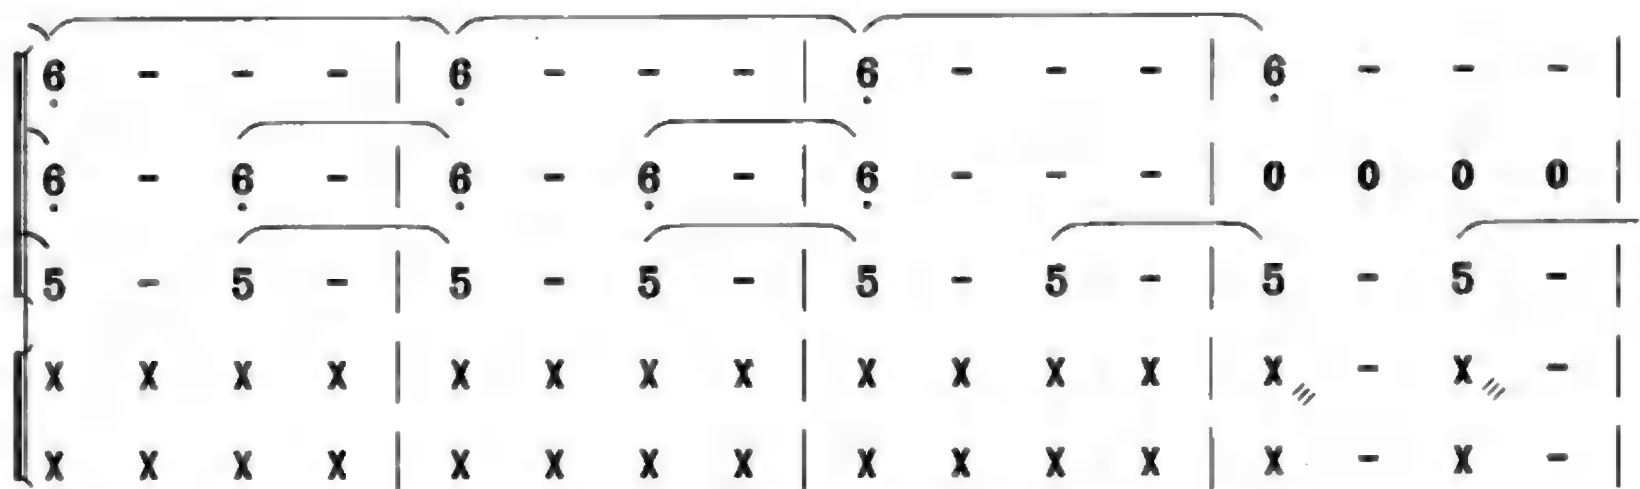 6̣ - - - | 6̣ - - - | 6̣ - - - | 6̣ - - - |
6̣ - 6̣ - | 6̣ - 6̣ - | 6̣ - - - | 0 0 0 0 |
5 - 5 - | 5 - 5 - | 5 - 5 - | 5 - 5 - |
X X X X | X X X X | X X X X | X /// - X /// - |
X X X X | X X X X | X X X X | X - X - |